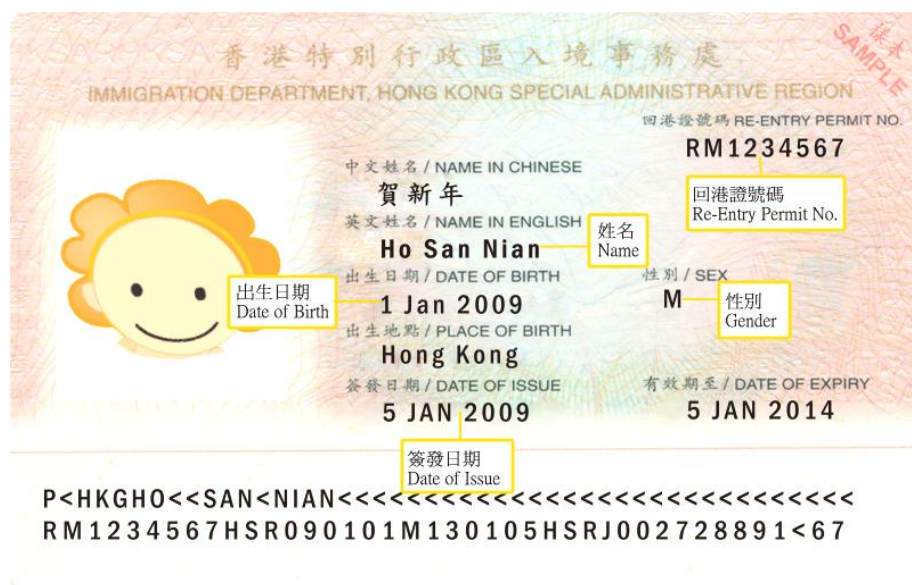 樣本
SAMPLE
香港特別行政區入境事務處
IMMIGRATION DEPARTMENT, HONG KONG SPECIAL ADMINISTRATIVE REGION
回港證號碼 RE-ENTRY PERMIT NO.
RM1234567
回港證號碼
Re-Entry Permit No.
中文姓名 / NAME IN CHINESE
賀新年
英文姓名 / NAME IN ENGLISH
Ho San Nian
姓名
Name
出生日期 / DATE OF BIRTH
1 Jan 2009
出生日期
Date of Birth
性別 / SEX
M
性別
Gender
出生地點 / PLACE OF BIRTH
Hong Kong
簽發日期 / DATE OF ISSUE
5 JAN 2009
簽發日期
Date of Issue
有效期至 / DATE OF EXPIRY
5 JAN 2014
P<HKGHO<<SAN<NIAN<<<<<<<<<<<<<<<<<<<<<<<<<<<
RM1234567HSR090101M130105HSRJ002728891<67